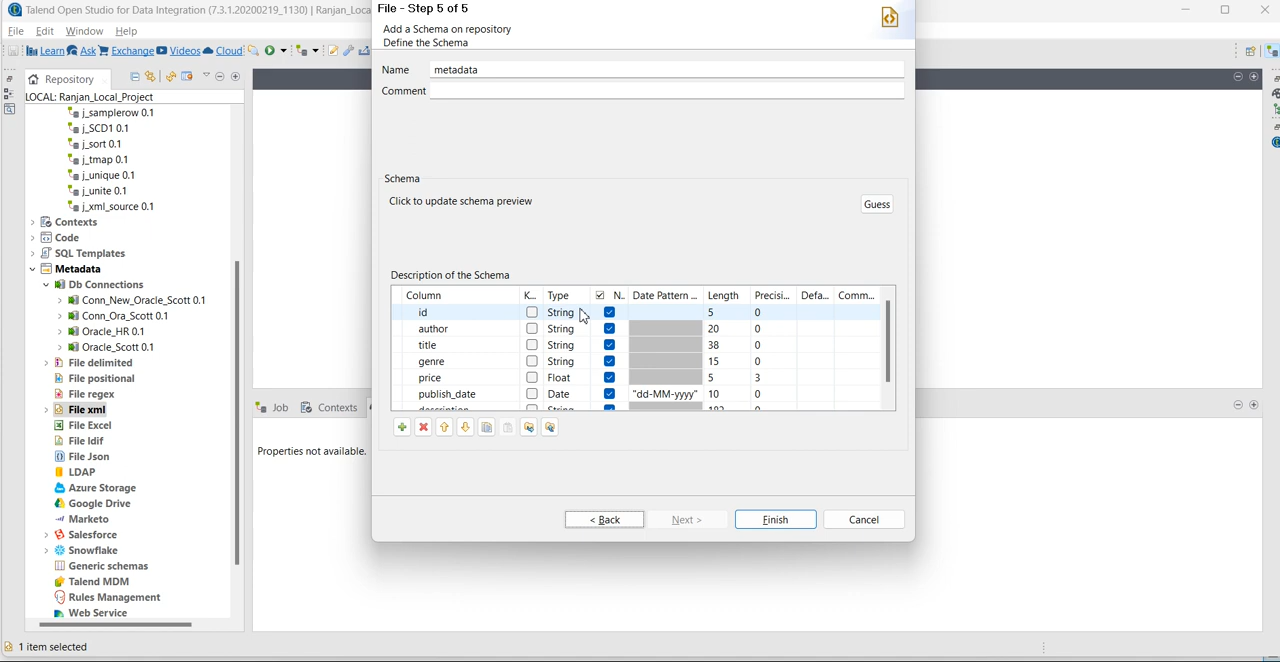 Talend Open Studio for Data Integration (7.3.1.20200219_1130) | Ranjan_Loca
File Edit Window Help
Learn Ask Exchange Videos Cloud
Repository
LOCAL: Ranjan_Local_Project
j_samplerow 0.1
j_SCD1 0.1
j_sort 0.1
j_tmap 0.1
j_unique 0.1
j_unite 0.1
j_xml_source 0.1
Contexts
Code
SQL Templates
Metadata
Db Connections
Conn_New_Oracle_Scott 0.1
Conn_Ora_Scott 0.1
Oracle_HR 0.1
Oracle_Scott 0.1
File delimited
File positional
File regex
File xml
File Excel
File ldif
File Json
LDAP
Azure Storage
Google Drive
Marketo
Salesforce
Snowflake
Generic schemas
Talend MDM
Rules Management
Web Service
1 item selected
Job Contexts
Properties not available.
File - Step 5 of 5
Add a Schema on repository
Define the Schema
Name metadata
Comment
Schema
Click to update schema preview
Guess
Description of the Schema
Column K... Type N.. Date Pattern ... Length Precisi... Defa... Comm...
id String 5 0
author String 20 0
title String 38 0
genre String 15 0
price Float 5 3
publish_date Date "dd-MM-yyyy" 10 0
description String 182 0
< Back Next > Finish Cancel